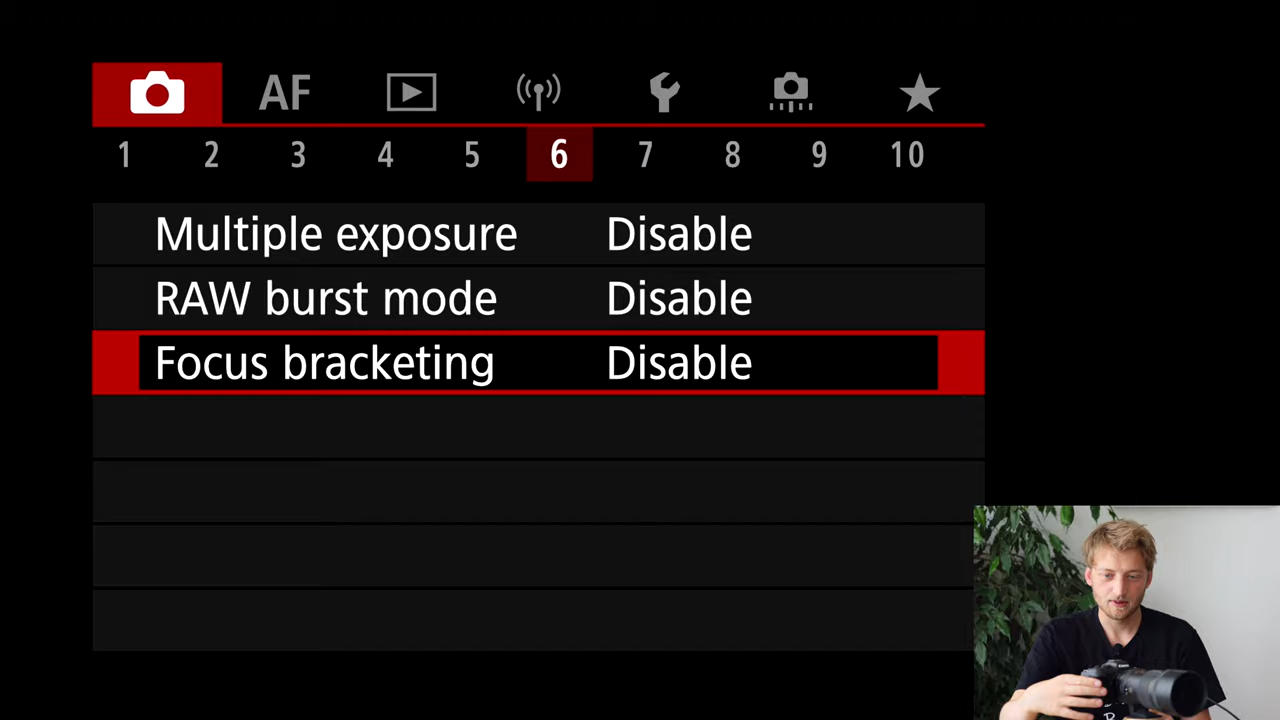 AF
1 2 3 4 5 6 7 8 9 10
Multiple exposure Disable
RAW burst mode Disable
Focus bracketing Disable